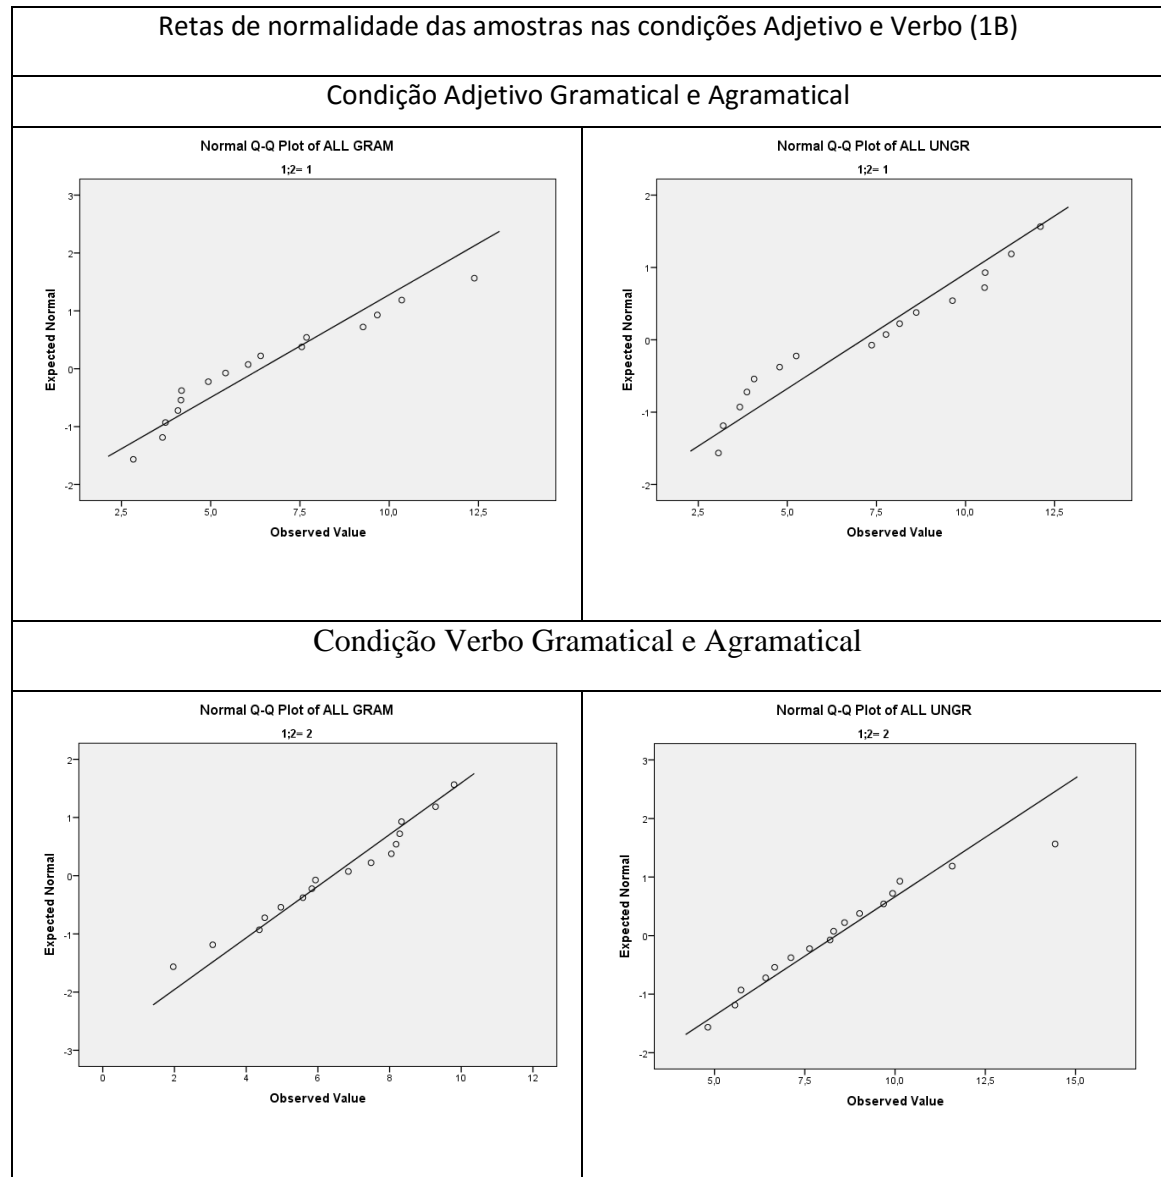 Retas de normalidade das amostras nas condições Adjetivo e Verbo (1B)
Condição Adjetivo Gramatical e Agramatical
Normal Q-Q Plot of ALL GRAM
1;2= 1
3
2
1
0
-1
-2
Expected Normal
2,5 5,0 7,5 10,0 12,5
Observed Value
Normal Q-Q Plot of ALL UNGR
1;2= 1
2
1
0
-1
-2
Expected Normal
2,5 5,0 7,5 10,0 12,5
Observed Value
Condição Verbo Gramatical e Agramatical
Normal Q-Q Plot of ALL GRAM
1;2= 2
2
1
0
-1
-2
-3
Expected Normal
0 2 4 6 8 10 12
Observed Value
Normal Q-Q Plot of ALL UNGR
1;2= 2
3
2
1
0
-1
-2
Expected Normal
5,0 7,5 10,0 12,5 15,0
Observed Value